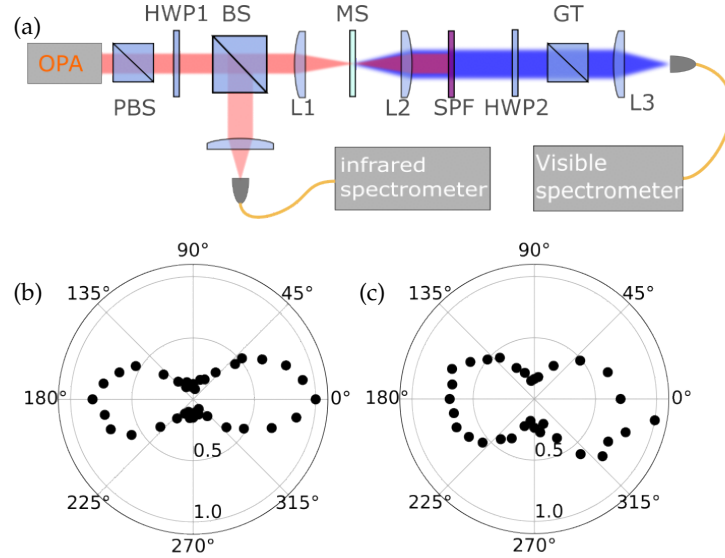 (a)
HWP1
BS
MS
GT
OPA
PBS
L1
L2
SPF
HWP2
L3
infrared
spectrometer
Visible
spectrometer
(b)
90°
135°
45°
180°
0°
0.5
225°
1.0
315°
270°
(c)
90°
135°
45°
180°
0°
0.5
225°
1.0
315°
270°